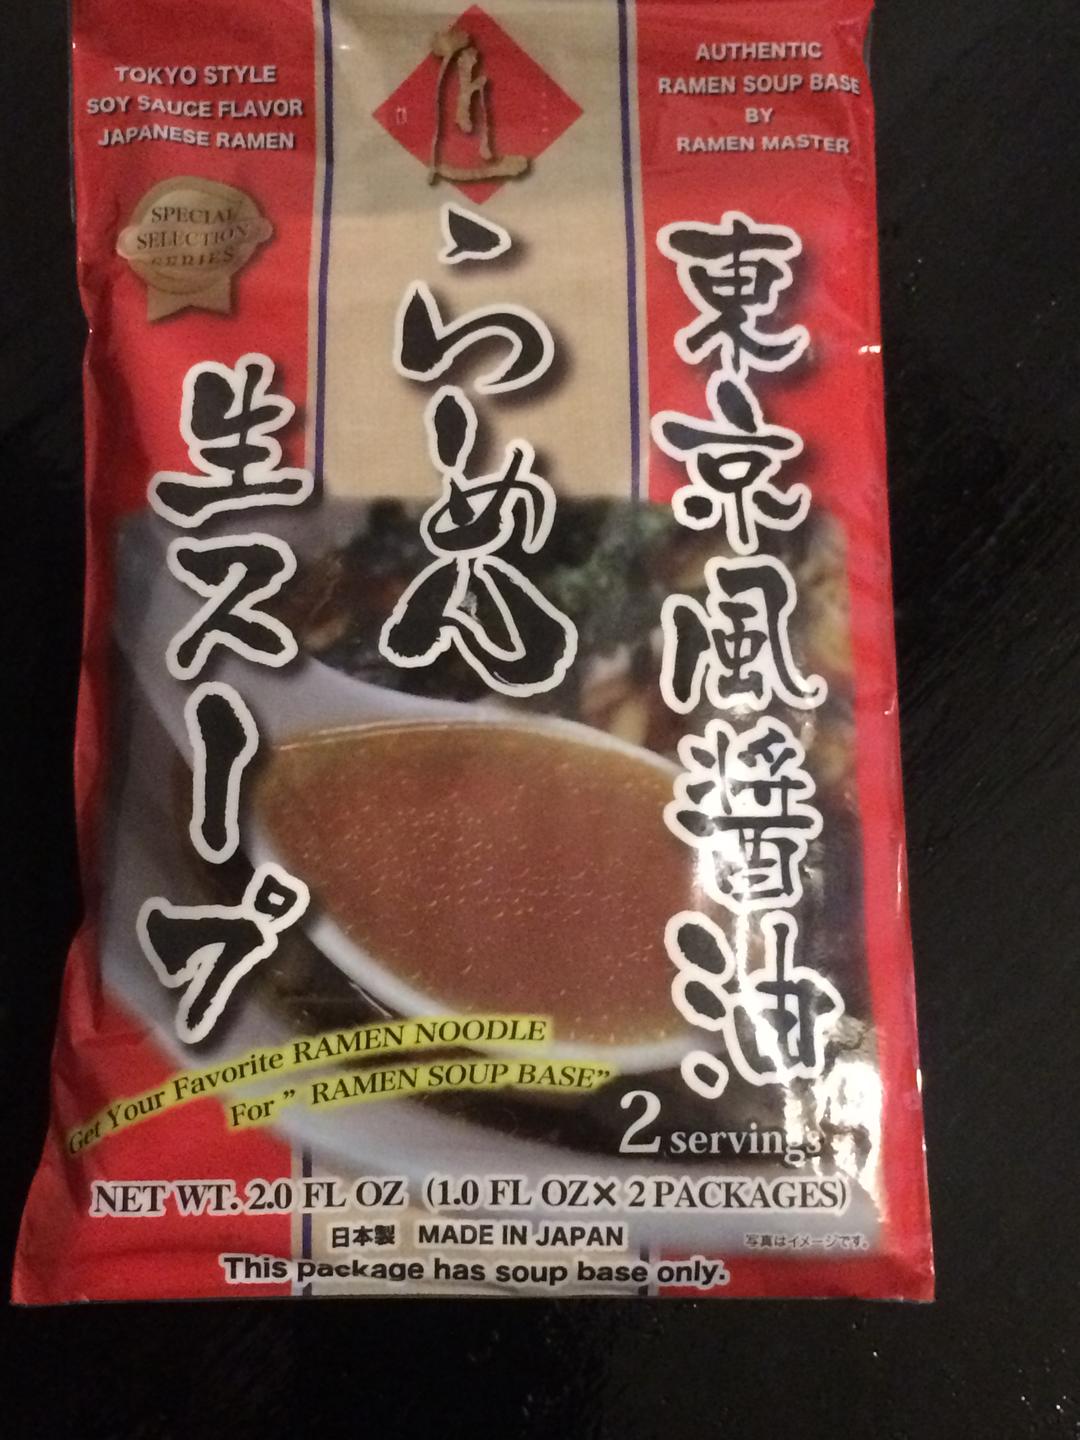 TOKYO STYLE
SOY SAUCE FLAVOR
JAPANESE RAMEN
匠
AUTHENTIC
RAMEN SOUP BASE
BY
RAMEN MASTER
SPECIAL
SELECTION
SERIES
東京風醤油
らーめん
生スープ
Get Your Favorite RAMEN NOODLE
For " RAMEN SOUP BASE"
2 servings
NET WT. 2.0 FL OZ (1.0 FL OZ× 2 PACKAGES)
日本製 MADE IN JAPAN
写真はイメージです。
This package has soup base only.